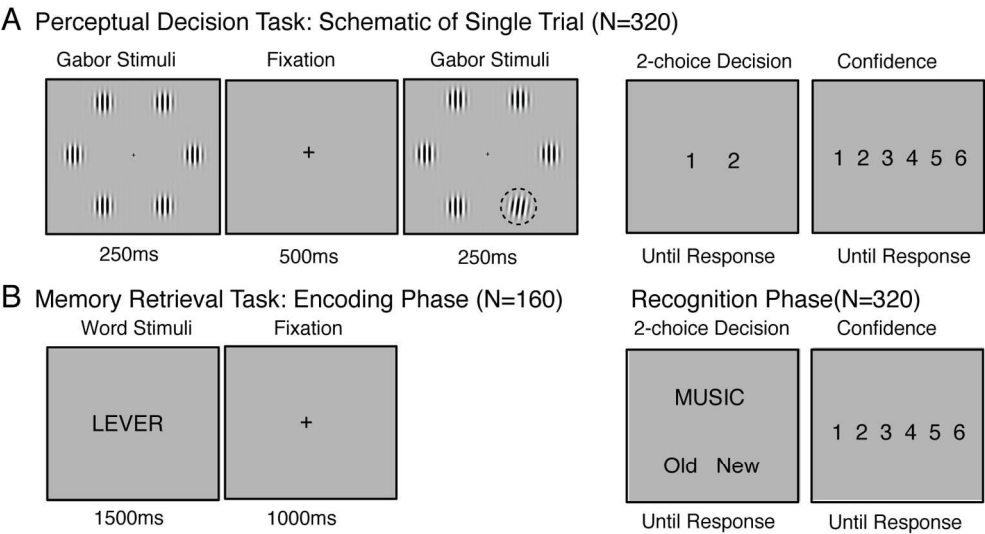 A Perceptual Decision Task: Schematic of Single Trial (N=320)
Gabor Stimuli Fixation Gabor Stimuli 2-choice Decision Confidence
+ 1 2 1 2 3 4 5 6
250ms 500ms 250ms Until Response Until Response
B Memory Retrieval Task: Encoding Phase (N=160) Recognition Phase(N=320)
Word Stimuli Fixation 2-choice Decision Confidence
MUSIC
LEVER + 1 2 3 4 5 6
Old New
1500ms 1000ms Until Response Until Response